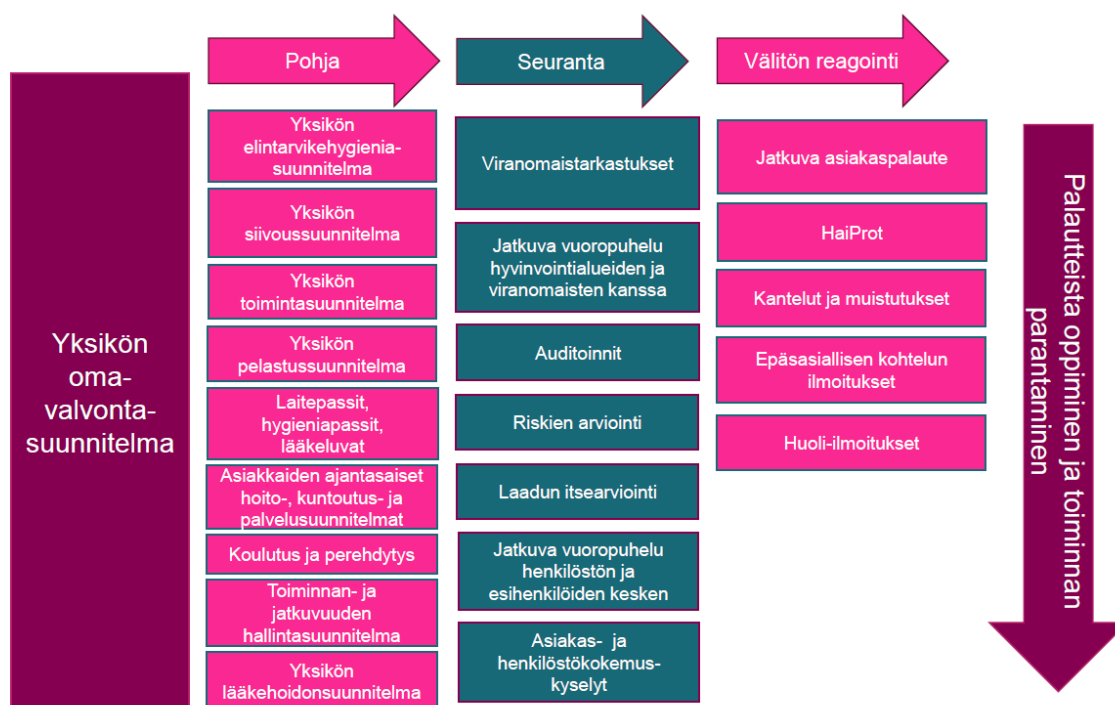 Yksikön
oma-
valvonta-
suunnitelma
Pohja
Yksikön
elintarvikehygienia-
suunnitelma
Yksikön
siivoussuunnitelma
Yksikön
toimintasuunnitelma
Yksikön
pelastussuunnitelma
Laitepassit,
hygieniapassit,
lääkeluvat
Asiakkaiden ajantasaiset
hoito-, kuntoutus- ja
palvelusuunnitelmat
Koulutus ja perehdytys
Toiminnan- ja
jatkuvuuden
hallintasuunnitelma
Yksikön
lääkehoidonsuunnitelma
Seuranta
Viranomaistarkastukset
Jatkuva vuoropuhelu
hyvinvointialueiden ja
viranomaisten kanssa
Auditoinnit
Riskien arviointi
Laadun itsearviointi
Jatkuva vuoropuhelu
henkilöstön ja
esihenkilöiden kesken
Asiakas- ja
henkilöstökokemus-
kyselyt
Välitön reagointi
Jatkuva asiakaspalaute
HaiProt
Kantelut ja muistutukset
Epäsasiallisen kohtelun
ilmoitukset
Huoli-ilmoitukset
Palautteista oppiminen ja toiminnan
parantaminen